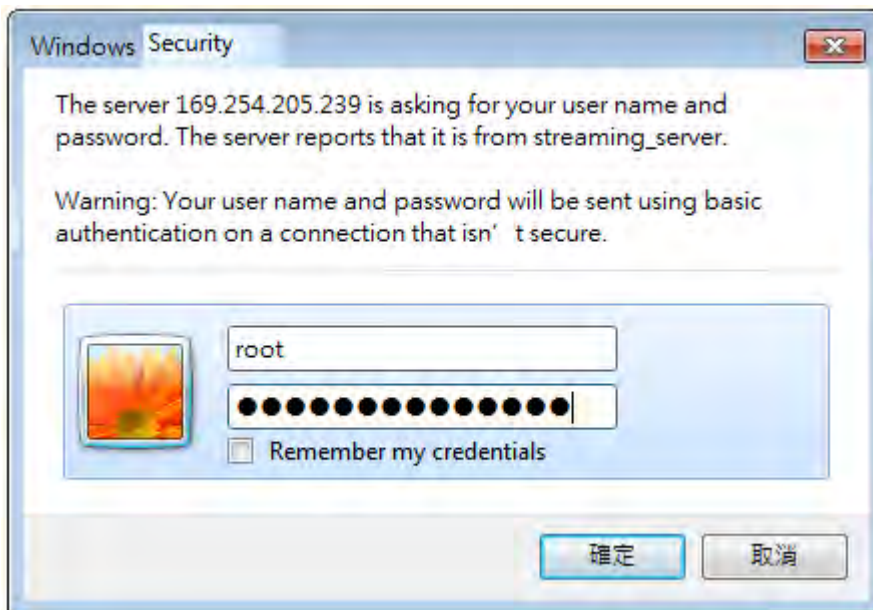 Windows Security
The server 169.254.205.239 is asking for your user name and
password. The server reports that it is from streaming_server.
Warning: Your user name and password will be sent using basic
authentication on a connection that isn' t secure.
root
●●●●●●●●●●●●●●
Remember my credentials
確定 取消